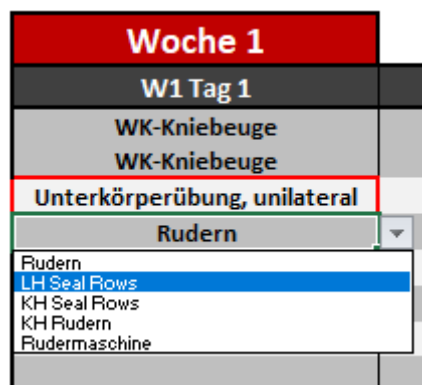 Woche 1
W1 Tag 1
WK-Kniebeuge
WK-Kniebeuge
Unterkörperübung, unilateral
Rudern
Rudern
LH Seal Rows
KH Seal Rows
KH Rudern
Rudermaschine